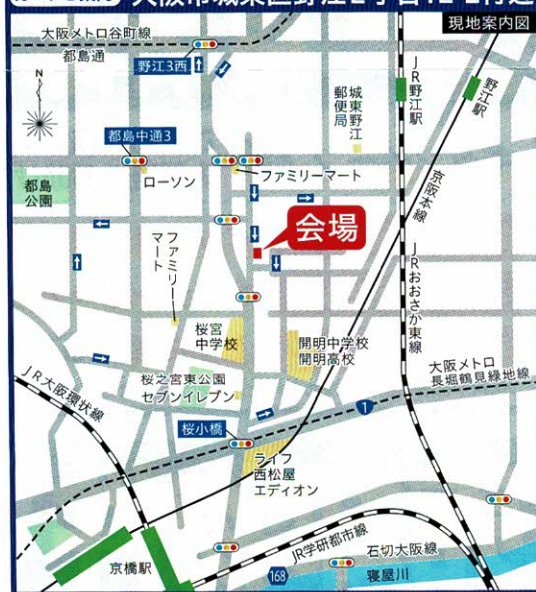 大阪市城東区野江2丁目12-2付近
現地案内図
大阪メトロ谷町線
都島通
野江3西
N
城東野江
郵便局
JR野江駅
野江駅
都島中通3
ローソン
ファミリーマート
都島
公園
京阪本線
会場
ファミリー
マート
JRおおさか東線
桜宮
中学校
開明中学校
開明高校
桜之宮東公園
セブンイレブン
大阪メトロ
長堀鶴見緑地線
JR大阪環状線
1
桜小橋
ライフ
西松屋
エディオン
JR学研都市線
石切大阪線
京橋駅
168
寝屋川